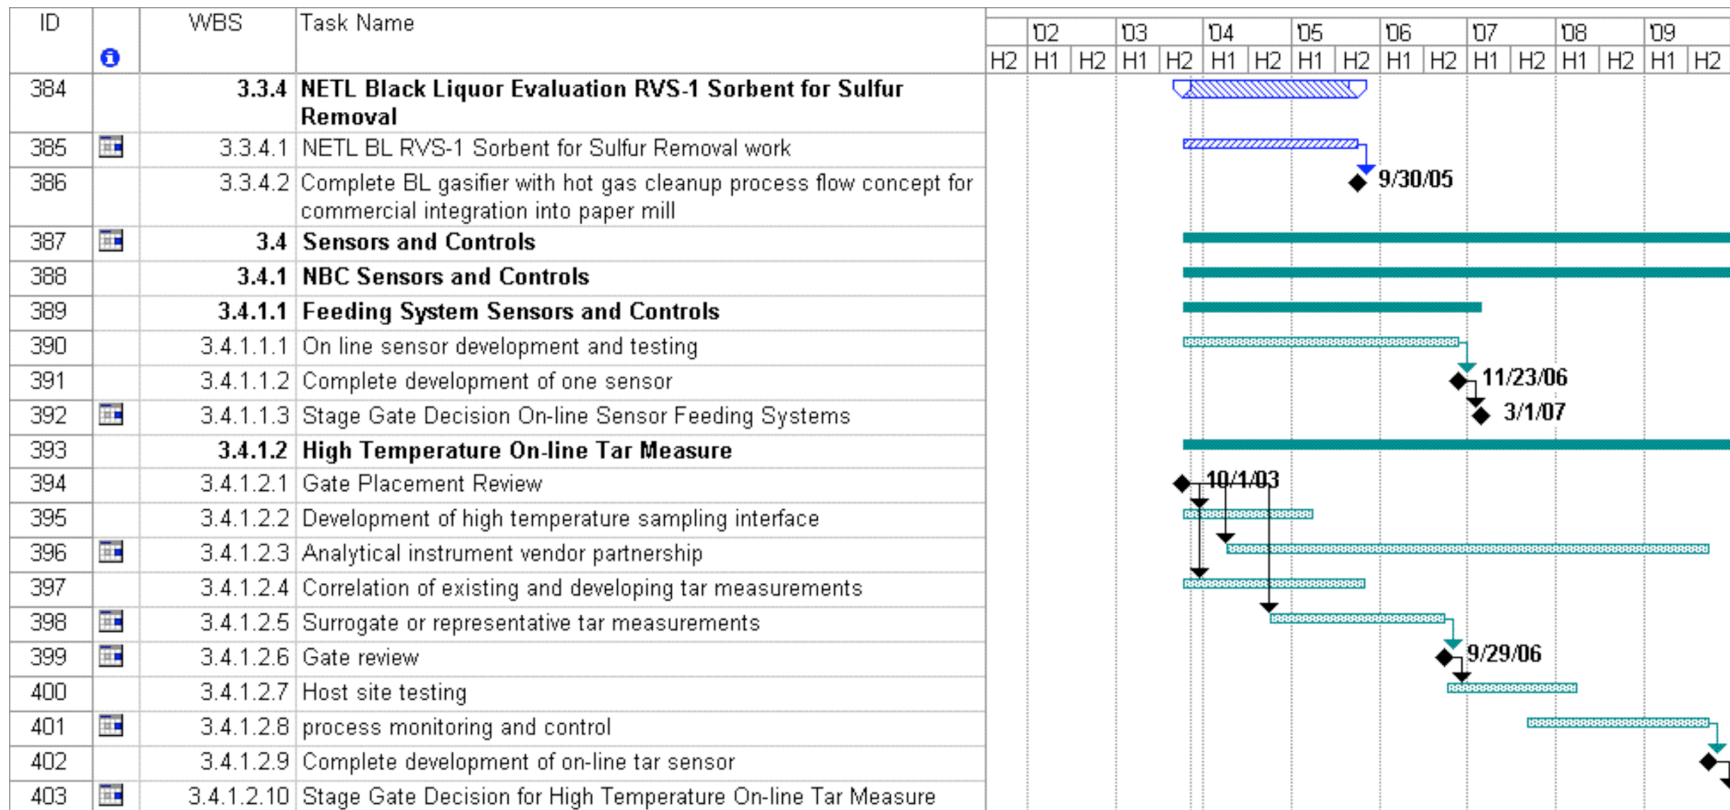 ID WBS Task Name
'02 '03 '04 '05 '06 '07 '08 '09
H2 H1 H2 H1 H2 H1 H2 H1 H2 H1 H2 H1 H2 H1 H2 H1 H2
384 3.3.4 NETL Black Liquor Evaluation RVS-1 Sorbent for Sulfur
Removal
385 3.3.4.1 NETL BL RVS-1 Sorbent for Sulfur Removal work
386 3.3.4.2 Complete BL gasifier with hot gas cleanup process flow concept for 9/30/05
commercial integration into paper mill
387 3.4 Sensors and Controls
388 3.4.1 NBC Sensors and Controls
389 3.4.1.1 Feeding System Sensors and Controls
390 3.4.1.1.1 On line sensor development and testing
391 3.4.1.1.2 Complete development of one sensor 11/23/06
392 3.4.1.1.3 Stage Gate Decision On-line Sensor Feeding Systems 3/1/07
393 3.4.1.2 High Temperature On-line Tar Measure
394 3.4.1.2.1 Gate Placement Review 10/1/03
395 3.4.1.2.2 Development of high temperature sampling interface
396 3.4.1.2.3 Analytical instrument vendor partnership
397 3.4.1.2.4 Correlation of existing and developing tar measurements
398 3.4.1.2.5 Surrogate or representative tar measurements
399 3.4.1.2.6 Gate review 9/29/06
400 3.4.1.2.7 Host site testing
401 3.4.1.2.8 process monitoring and control
402 3.4.1.2.9 Complete development of on-line tar sensor
403 3.4.1.2.10 Stage Gate Decision for High Temperature On-line Tar Measure